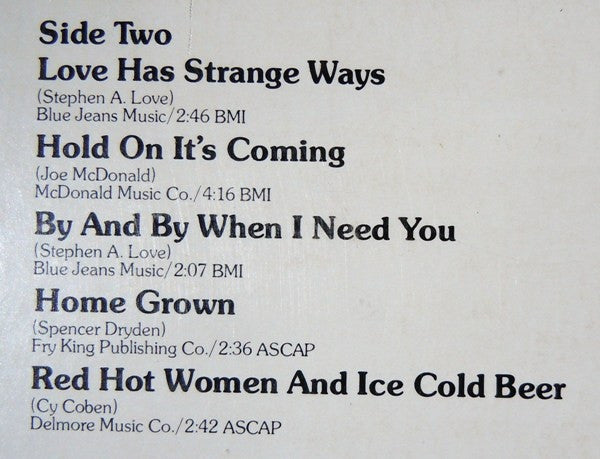 Side Two
Love Has Strange Ways
(Stephen A. Love)
Blue Jeans Music/2:46 BMI
Hold On It's Coming
(Joe McDonald)
McDonald Music Co./4:16 BMI
By And By When I Need You
(Stephen A. Love)
Blue Jeans Music/2:07 BMI
Home Grown
(Spencer Dryden)
Fry King Publishing Co./2:36 ASCAP
Red Hot Women And Ice Cold Beer
(Cy Coben)
Delmore Music Co./2:42 ASCAP